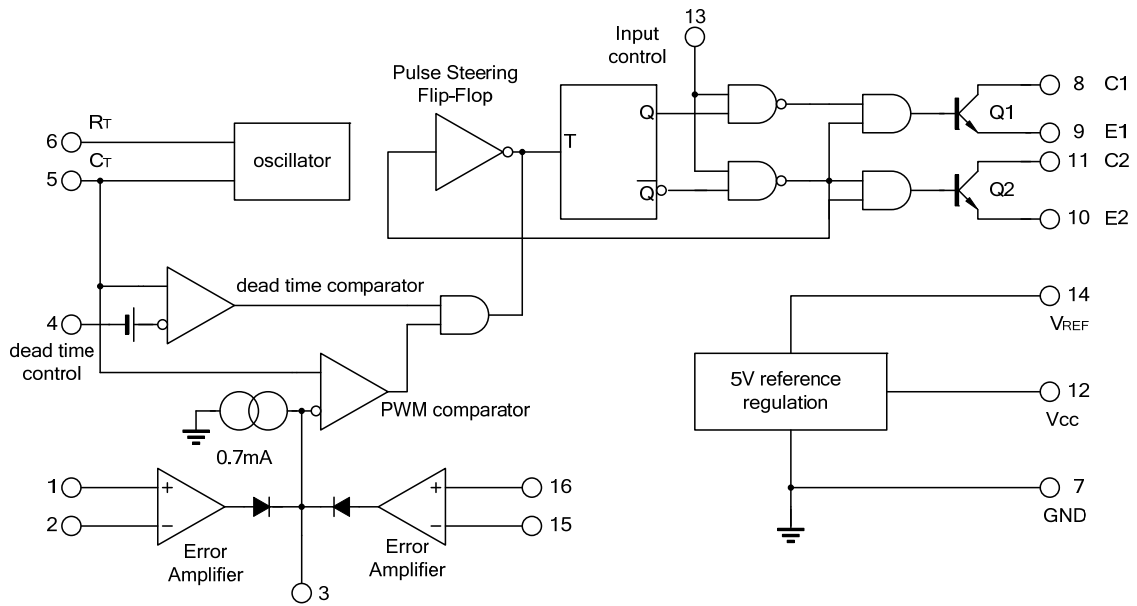 13
Input
control
Pulse Steering
Flip-Flop
8 C1
Q
Q1
RT
6
oscillator
T
9 E1
CT
5
11 C2
Q
Q2
10 E2
dead time comparator
14
VREF
4
dead time
control
5V reference
regulation
12
Vcc
PWM comparator
0.7mA
1
+
+
16
7
GND
2
−
−
15
Error
Amplifier
Error
Amplifier
3